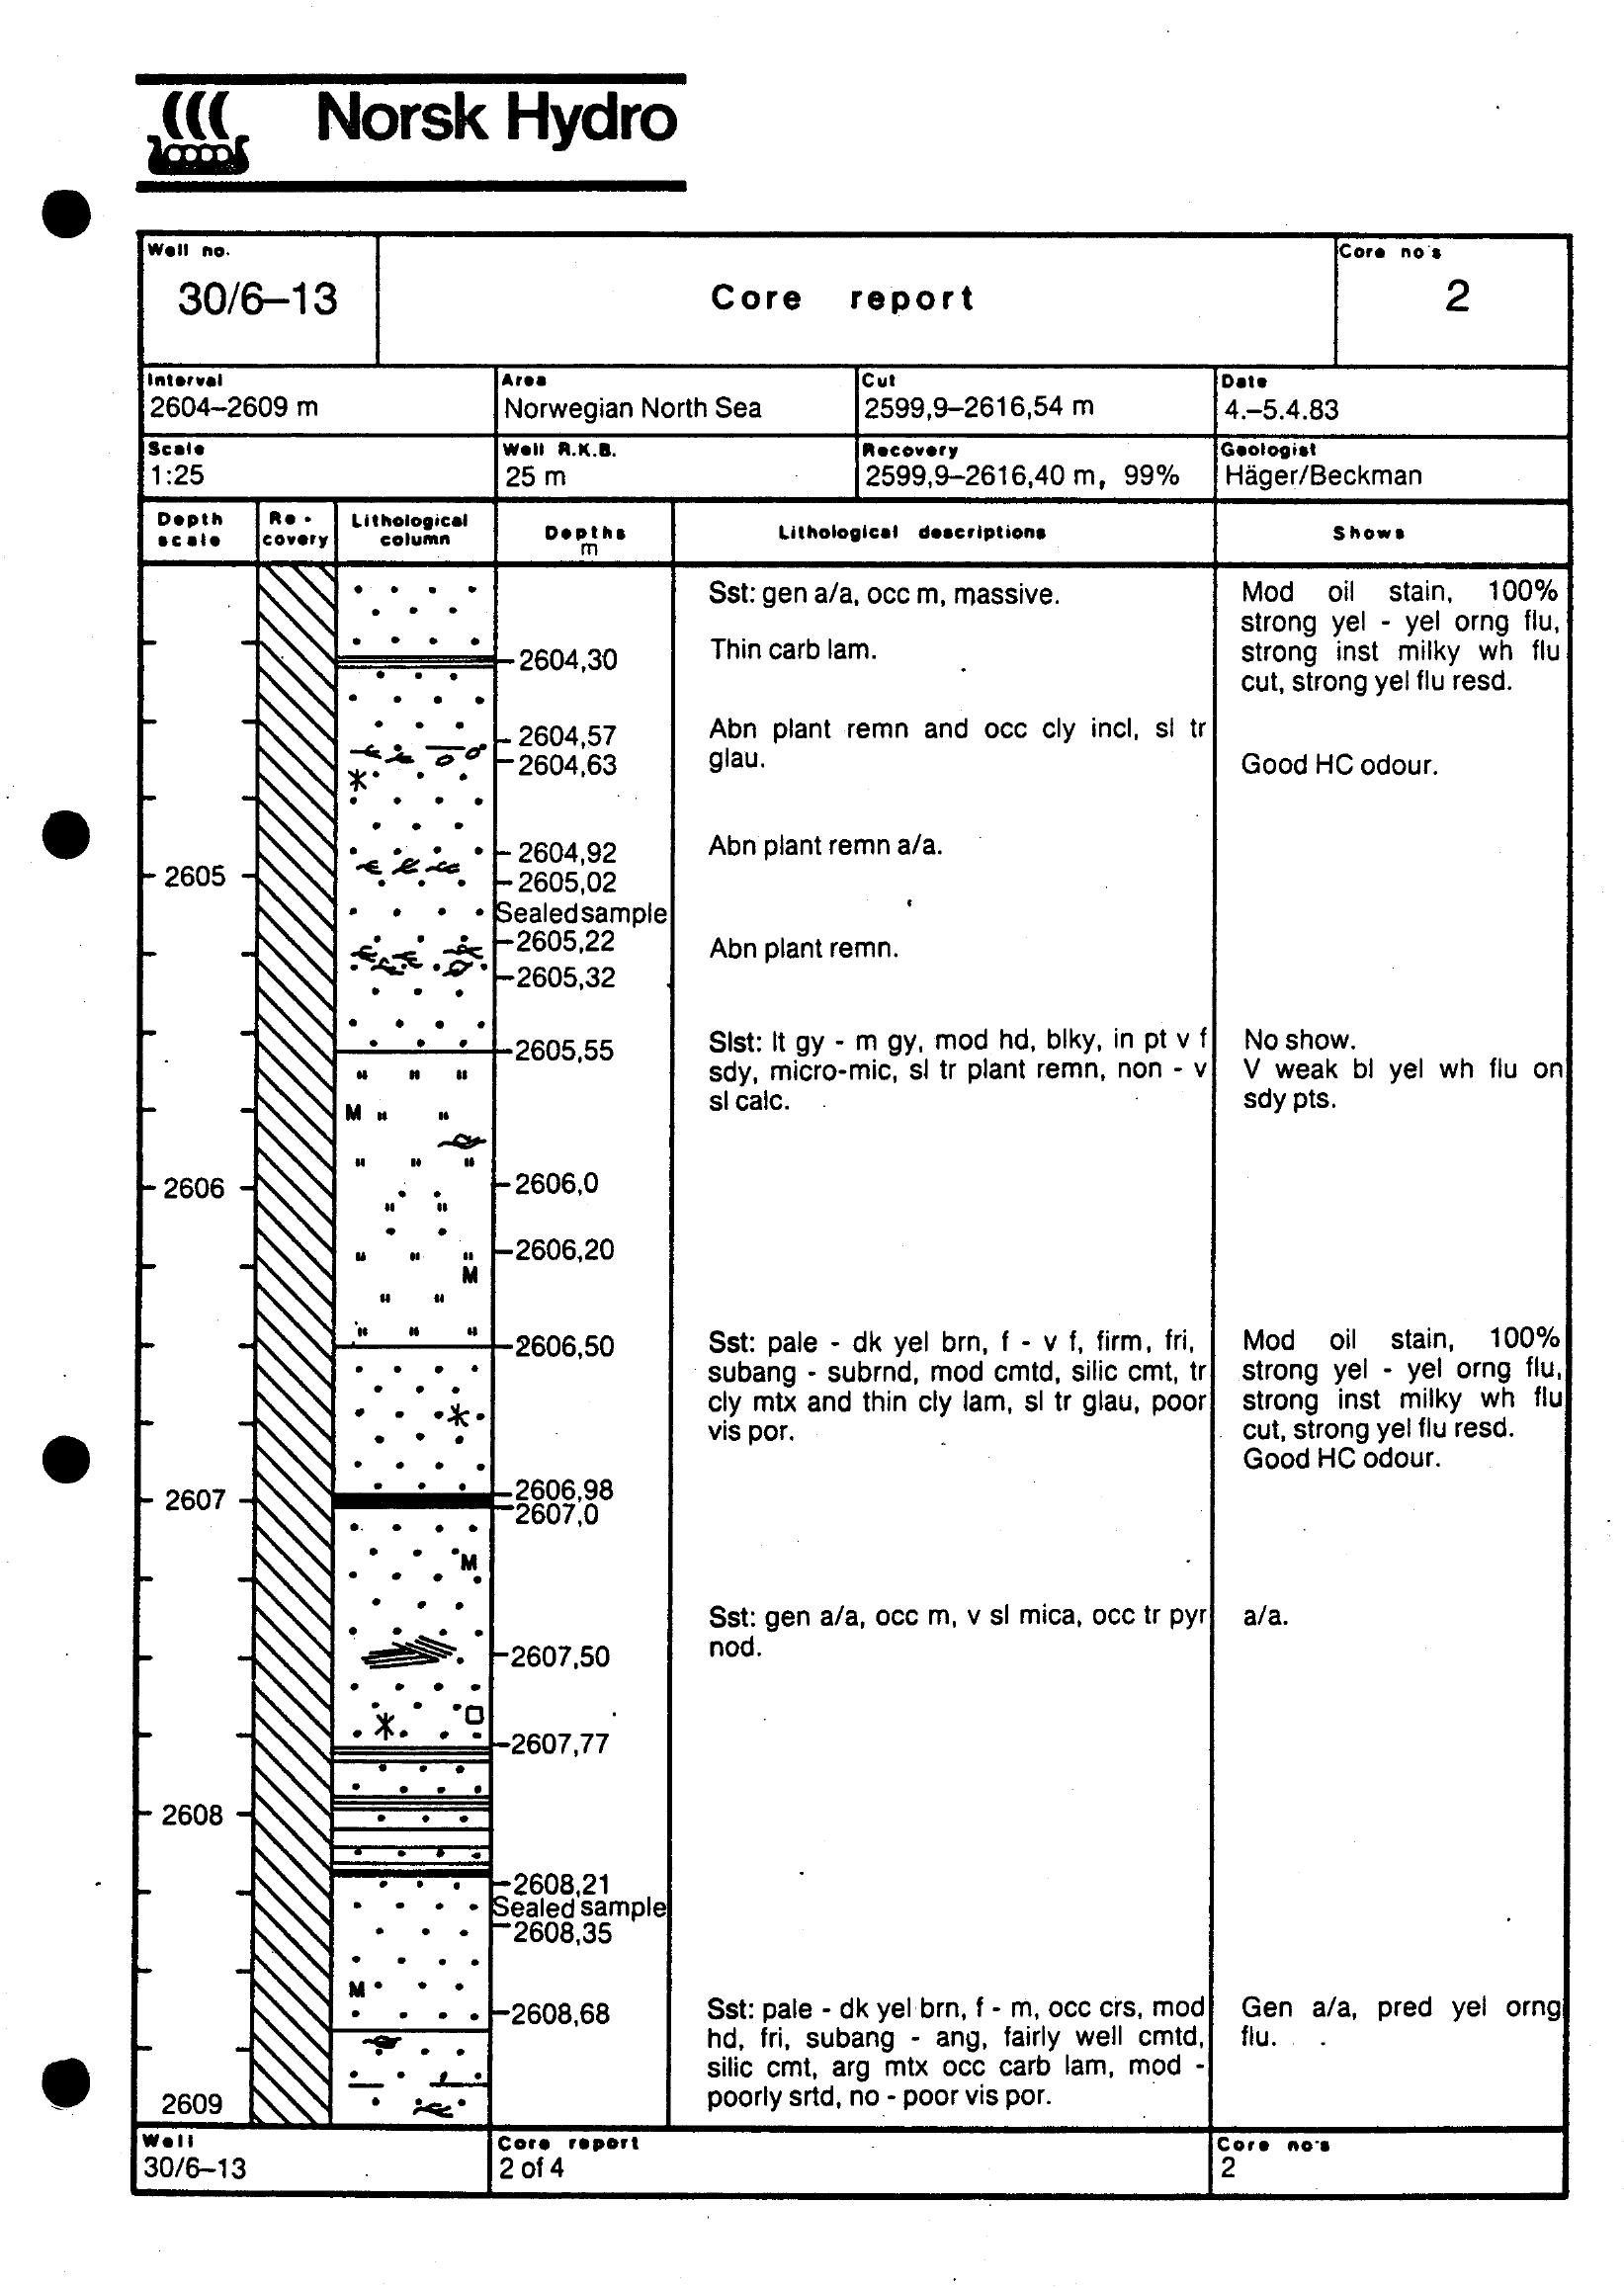 Norsk Hydro
Well no.
30/6–13
Core report
Core no's
2
Interval
2604–2609 m
Area
Norwegian North Sea
Cut
2599,9–2616,54 m
Date
4.–5.4.83
Scale
1:25
Well R.K.B.
25 m
Recovery
2599,9–2616,40 m, 99%
Geologist
Häger/Beckman
Depth
scale
Re-
covery
Lithological
column
Depths
m
Lithological descriptions
Shows
Sst: gen a/a, occ m, massive.
Mod oil stain, 100%
strong yel - yel orng flu,
strong inst milky wh flu
cut, strong yel flu resd.
2604,30
Thin carb lam.
2604,57
2604,63
Abn plant remn and occ cly incl, sl tr
glau.
Good HC odour.
2604,92
Abn plant remn a/a.
2605
2605,02
Sealed sample
2605,22
Abn plant remn.
2605,32
2605,55
Slst: lt gy - m gy, mod hd, blky, in pt v f
sdy, micro-mic, sl tr plant remn, non - v
sl calc.
No show.
V weak bl yel wh flu on
sdy pts.
M
2606
2606,0
2606,20
M
2606,50
Sst: pale - dk yel brn, f - v f, firm, fri,
subang - subrnd, mod cmtd, silic cmt, tr
cly mtx and thin cly lam, sl tr glau, poor
vis por.
Mod oil stain, 100%
strong yel - yel orng flu,
strong inst milky wh flu
cut, strong yel flu resd.
Good HC odour.
2606,98
2607
2607,0
M
Sst: gen a/a, occ m, v sl mica, occ tr pyr
nod.
a/a.
2607,50
2607,77
2608
2608,21
Sealed sample
2608,35
M
2608,68
Sst: pale - dk yel brn, f - m, occ crs, mod
hd, fri, subang - ang, fairly well cmtd,
silic cmt, arg mtx occ carb lam, mod -
poorly srtd, no - poor vis por.
Gen a/a, pred yel orng
flu.
2609
Well
30/6–13
Core report
2 of 4
Core no's
2